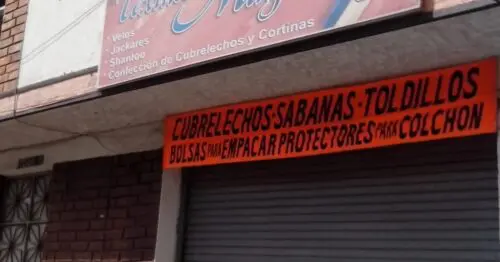 · Velos
· Jackares
· Shantoo
Confección de Cubrelechos y Cortinas
CUBRELECHOS·SABANAS·TOLDILLOS
BOLSAS PARA EMPACAR PROTECTORES PARA COLCHON